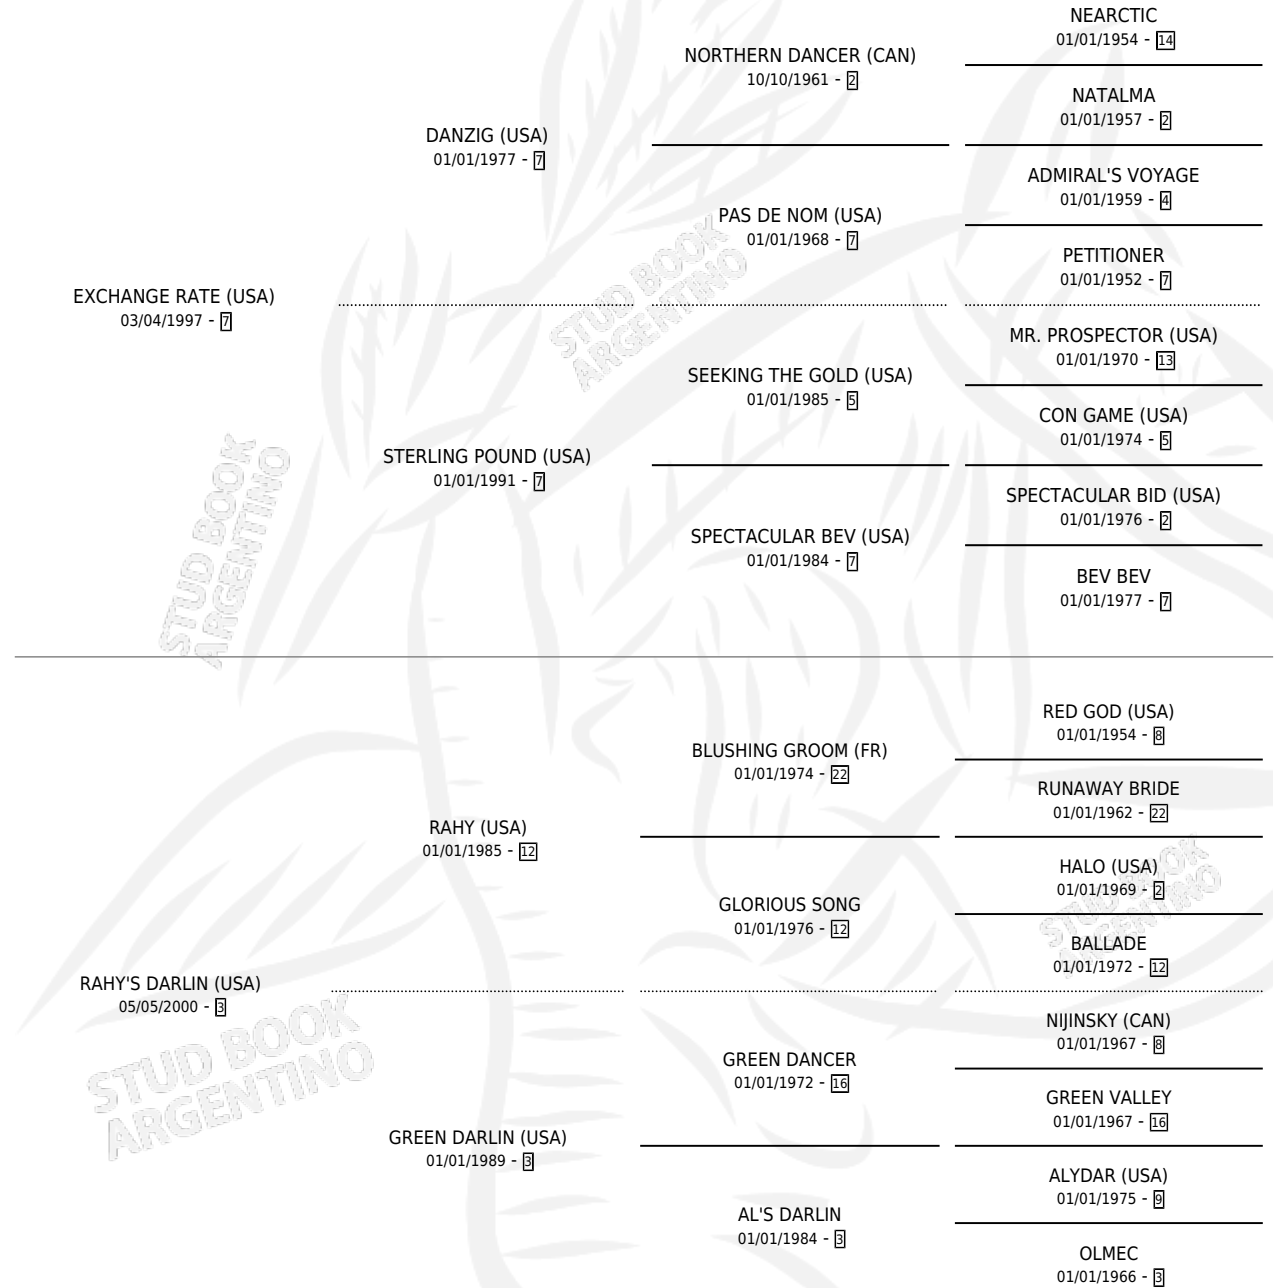 NEARCTIC
01/01/1954 - 14
NORTHERN DANCER (CAN)
10/10/1961 - 2
NATALMA
01/01/1957 - 2
DANZIG (USA)
01/01/1977 - 7
ADMIRAL'S VOYAGE
01/01/1959 - 4
PAS DE NOM (USA)
01/01/1968 - 7
PETITIONER
01/01/1952 - 7
EXCHANGE RATE (USA)
03/04/1997 - 7
STUD BOOK
ARGENTINO
MR. PROSPECTOR (USA)
01/01/1970 - 13
SEEKING THE GOLD (USA)
01/01/1985 - 5
CON GAME (USA)
01/01/1974 - 5
STERLING POUND (USA)
01/01/1991 - 7
SPECTACULAR BID (USA)
01/01/1976 - 2
SPECTACULAR BEV (USA)
01/01/1984 - 7
BEV BEV
01/01/1977 - 7
STUD BOOK
ARGENTINO
RED GOD (USA)
01/01/1954 - 8
BLUSHING GROOM (FR)
01/01/1974 - 22
RUNAWAY BRIDE
01/01/1962 - 22
RAHY (USA)
01/01/1985 - 12
HALO (USA)
01/01/1969 - 2
GLORIOUS SONG
01/01/1976 - 12
STUD BOOK
ARGENTINO
BALLADE
01/01/1972 - 12
RAHY'S DARLIN (USA)
05/05/2000 - 3
STUD BOOK
ARGENTINO
NIJINSKY (CAN)
01/01/1967 - 8
GREEN DANCER
01/01/1972 - 16
GREEN VALLEY
01/01/1967 - 16
GREEN DARLIN (USA)
01/01/1989 - 3
ALYDAR (USA)
01/01/1975 - 9
AL'S DARLIN
01/01/1984 - 3
OLMEC
01/01/1966 - 3